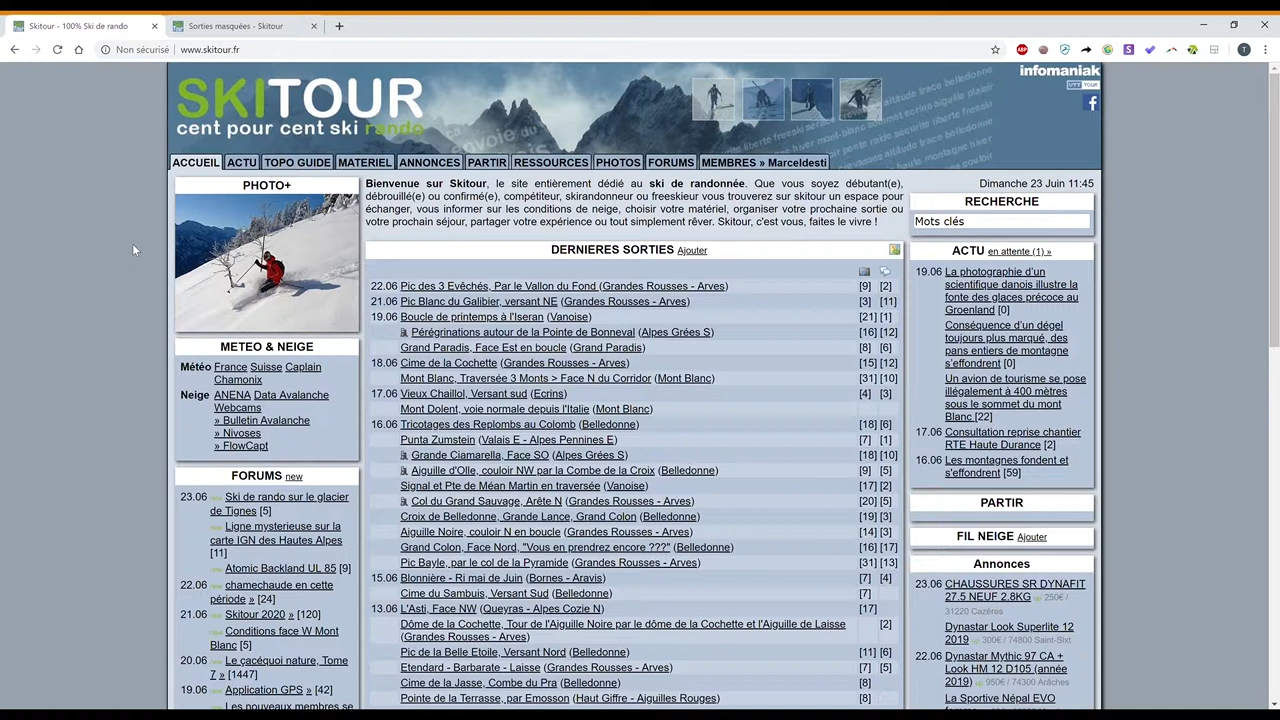 Skitour - 100% Ski de rando
Sorties masquées - Skitour
Non sécurisé
www.skitour.fr
ABP
S
T
SKITOUR
cent pour cent ski rando
infomaniak
ACCUEIL ACTU TOPO GUIDE MATERIEL ANNONCES PARTIR RESSOURCES PHOTOS FORUMS MEMBRES » Marceldesti
PHOTO+
METEO & NEIGE
Météo France Suisse Caplain
Chamonix
Neige ANENA Data Avalanche
Webcams
» Bulletin Avalanche
» Nivoses
» FlowCapt
FORUMS new
23.06 Ski de rando sur le glacier
de Tignes [5]
Ligne mysterieuse sur la
carte IGN des Hautes Alpes
[11]
Atomic Backland UL 85 [9]
22.06 chamechaude en cette
période » [24]
21.06 Skitour 2020 » [120]
Conditions face W Mont
Blanc [5]
20.06 Le çacéquoi nature, Tome
7 » [1447]
19.06 Application GPS » [42]
Les nouveaux membres se
Bienvenue sur Skitour, le site entièrement dédié au ski de randonnée. Que vous soyez débutant(e),
débrouillé(e) ou confirmé(e), compétiteur, skirandonneur ou freeskieur vous trouverez sur skitour un espace pour
échanger, vous informer sur les conditions de neige, choisir votre matériel, organiser votre prochaine sortie ou
votre prochain séjour, partager votre expérience ou tout simplement rêver. Skitour, c'est vous, faites le vivre !
DERNIERES SORTIES Ajouter
22.06 Pic des 3 Evêchés, Par le Vallon du Fond (Grandes Rousses - Arves) [9] [2]
21.06 Pic Blanc du Galibier, versant NE (Grandes Rousses - Arves) [3] [11]
19.06 Boucle de printemps à l'Iseran (Vanoise) [21] [1]
Pérégrinations autour de la Pointe de Bonneval (Alpes Grées S) [16] [12]
Grand Paradis, Face Est en boucle (Grand Paradis) [8] [6]
18.06 Cime de la Cochette (Grandes Rousses - Arves) [15] [12]
Mont Blanc, Traversée 3 Monts > Face N du Corridor (Mont Blanc) [31] [10]
17.06 Vieux Chaillol, Versant sud (Ecrins) [4] [3]
Mont Dolent, voie normale depuis l'Italie (Mont Blanc)
16.06 Tricotages des Replombs au Colomb (Belledonne) [18] [6]
Punta Zumstein (Valais E - Alpes Pennines E) [7] [1]
Grande Ciamarella, Face SO (Alpes Grées S) [18] [10]
Aiguille d'Olle, couloir NW par la Combe de la Croix (Belledonne) [9] [5]
Signal et Pte de Méan Martin en traversée (Vanoise) [17] [2]
Col du Grand Sauvage, Arête N (Grandes Rousses - Arves) [20] [5]
Croix de Belledonne, Grande Lance, Grand Colon (Belledonne) [19] [3]
Aiguille Noire, couloir N en boucle (Grandes Rousses - Arves) [14] [3]
Grand Colon, Face Nord, "Vous en prendrez encore ???" (Belledonne) [16] [17]
Pic Bayle, par le col de la Pyramide (Grandes Rousses - Arves) [31] [13]
15.06 Blonnière - Ri mai de Juin (Bornes - Aravis) [7] [4]
Cime du Sambuis, Versant Sud (Belledonne) [7]
13.06 L'Asti, Face NW (Queyras - Alpes Cozie N) [17]
Dôme de la Cochette, Tour de l'Aiguille Noire par le dôme de la Cochette et l'Aiguille de Laisse [2]
(Grandes Rousses - Arves)
Pic de la Belle Etoile, Versant Nord (Belledonne) [11] [6]
Etendard - Barbarate - Laisse (Grandes Rousses - Arves) [7] [5]
Cime de la Jasse, Combe du Pra (Belledonne) [8]
Pointe de la Terrasse, par Emosson (Haut Giffre - Aiguilles Rouges) [8]
Dimanche 23 Juin 11:45
RECHERCHE
Mots clés
ACTU en attente (1) »
19.06 La photographie d'un
scientifique danois illustre la
fonte des glaces précoce au
Groenland [0]
Conséquence d'un dégel
toujours plus marqué, des
pans entiers de montagne
s'effondrent [0]
Un avion de tourisme se pose
illégalement à 400 mètres
sous le sommet du mont
Blanc [22]
17.06 Consultation reprise chantier
RTE Haute Durance [2]
16.06 Les montagnes fondent et
s'effondrent [59]
PARTIR
FIL NEIGE Ajouter
Annonces
23.06 CHAUSSURES SR DYNAFIT
27.5 NEUF 2.8KG 250€ /
31220 Cazères
Dynastar Look Superlite 12
2019 300€ / 74800 Saint-Sixt
22.06 Dynastar Mythic 97 CA +
Look HM 12 D105 (année
2019) 950€ / 74300 Arâches
La Sportive Népal EVO